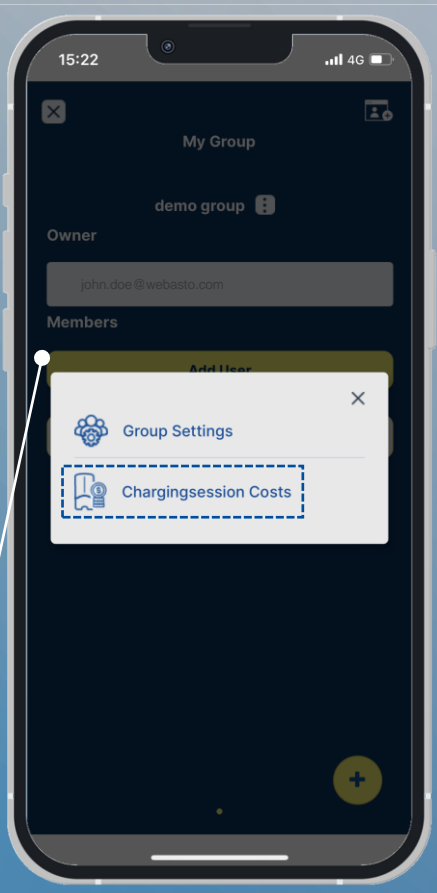 15:22
4G
My Group
demo group
Owner
john.doe@webasto.com
Members
Add User
Group Settings
Chargingsession Costs